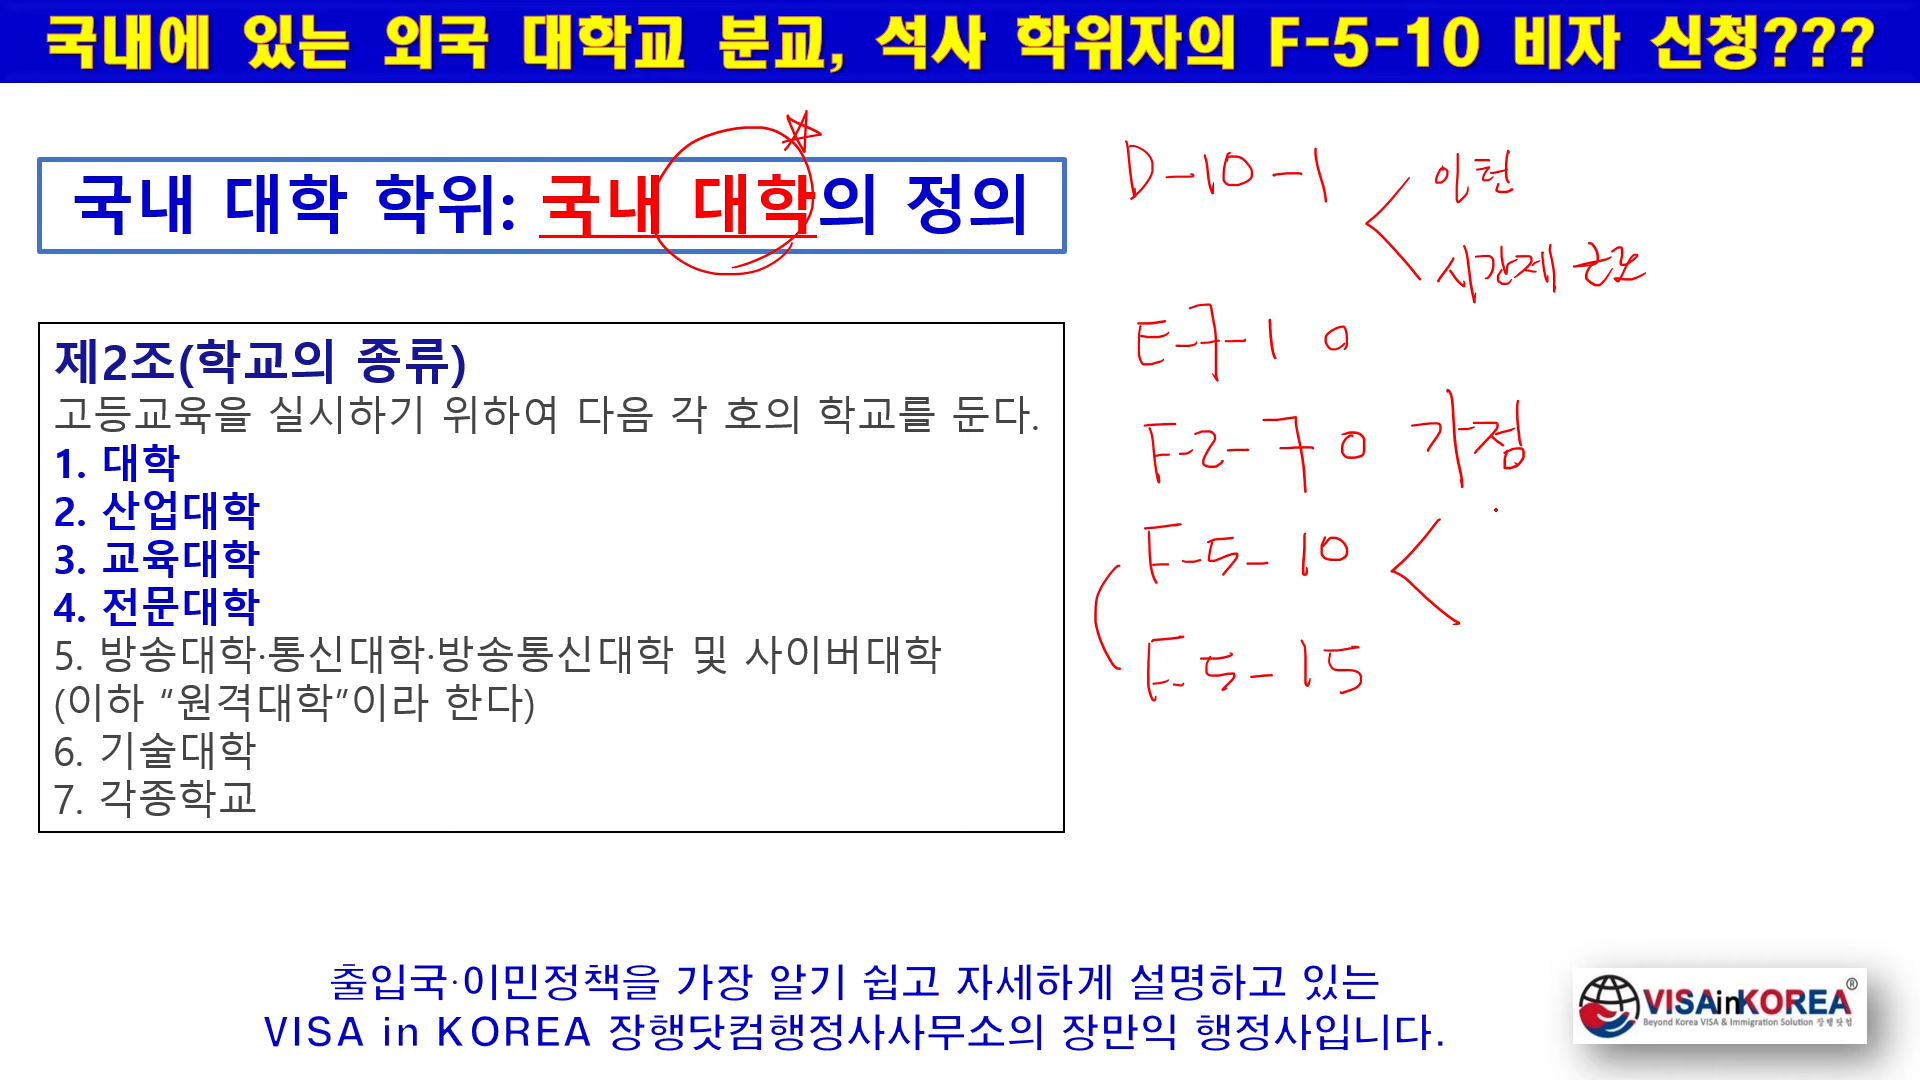 국내에 있는 외국 대학교 분교, 석사 학위자의 F-5-10 비자 신청???
국내 대학 학위: 국내 대학의 정의
제2조(학교의 종류)
고등교육을 실시하기 위하여 다음 각 호의 학교를 둔다.
1. 대학
2. 산업대학
3. 교육대학
4. 전문대학
5. 방송대학·통신대학·방송통신대학 및 사이버대학
(이하 “원격대학”이라 한다)
6. 기술대학
7. 각종학교
D-10-1
인턴
시간제 근로
E-7-1 0
F-2-7 0 가점
F-5-10
F-5-15
출입국·이민정책을 가장 알기 쉽고 자세하게 설명하고 있는
VISA in KOREA 장행닷컴행정사사무소의 장만익 행정사입니다.
VISAinKOREA®
Beyond Korea VISA & Immigration Solution 장행닷컴